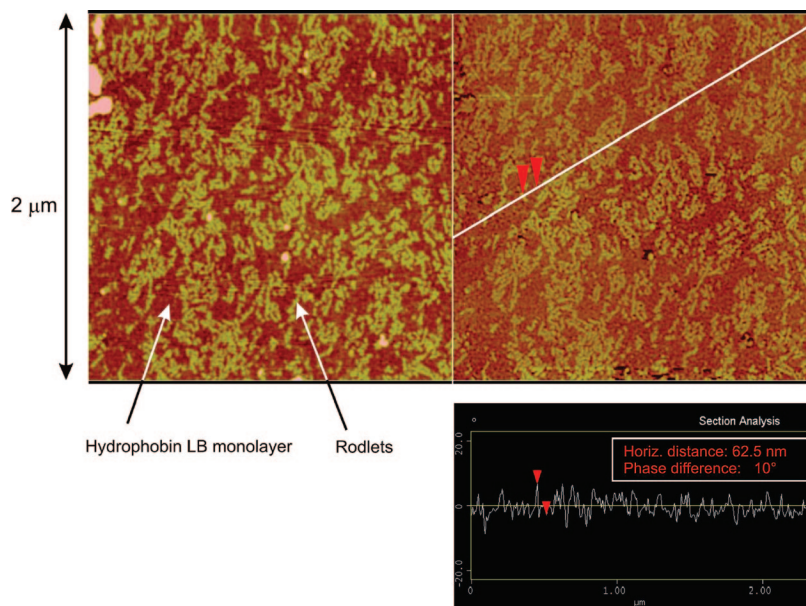 2 μm
Hydrophobin LB monolayer
Rodlets
Section Analysis
°
20.0
0
-20.0
Horiz. distance: 62.5 nm
Phase difference: 10°
1.00
2.00
μm